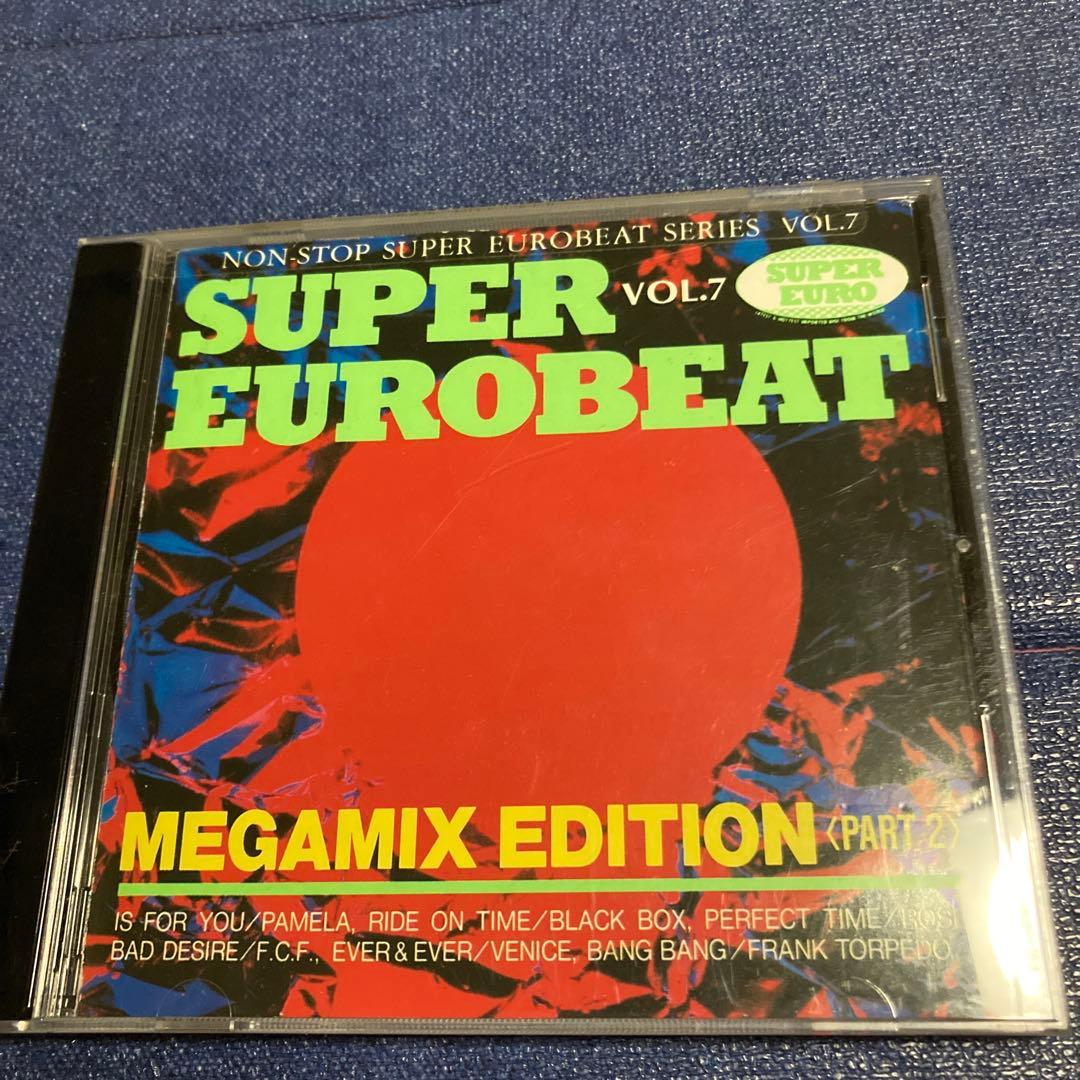 NON-STOP SUPER EUROBEAT SERIES VOL.7
SUPER VOL.7
SUPER
EURO
EUROBEAT
MEGAMIX EDITION〈PART 2〉
IS FOR YOU/PAMELA, RIDE ON TIME/BLACK BOX, PERFECT TIME/
BAD DESIRE/F.C.F., EVER & EVER/VENICE, BANG BANG/FRANK TORPEDO,